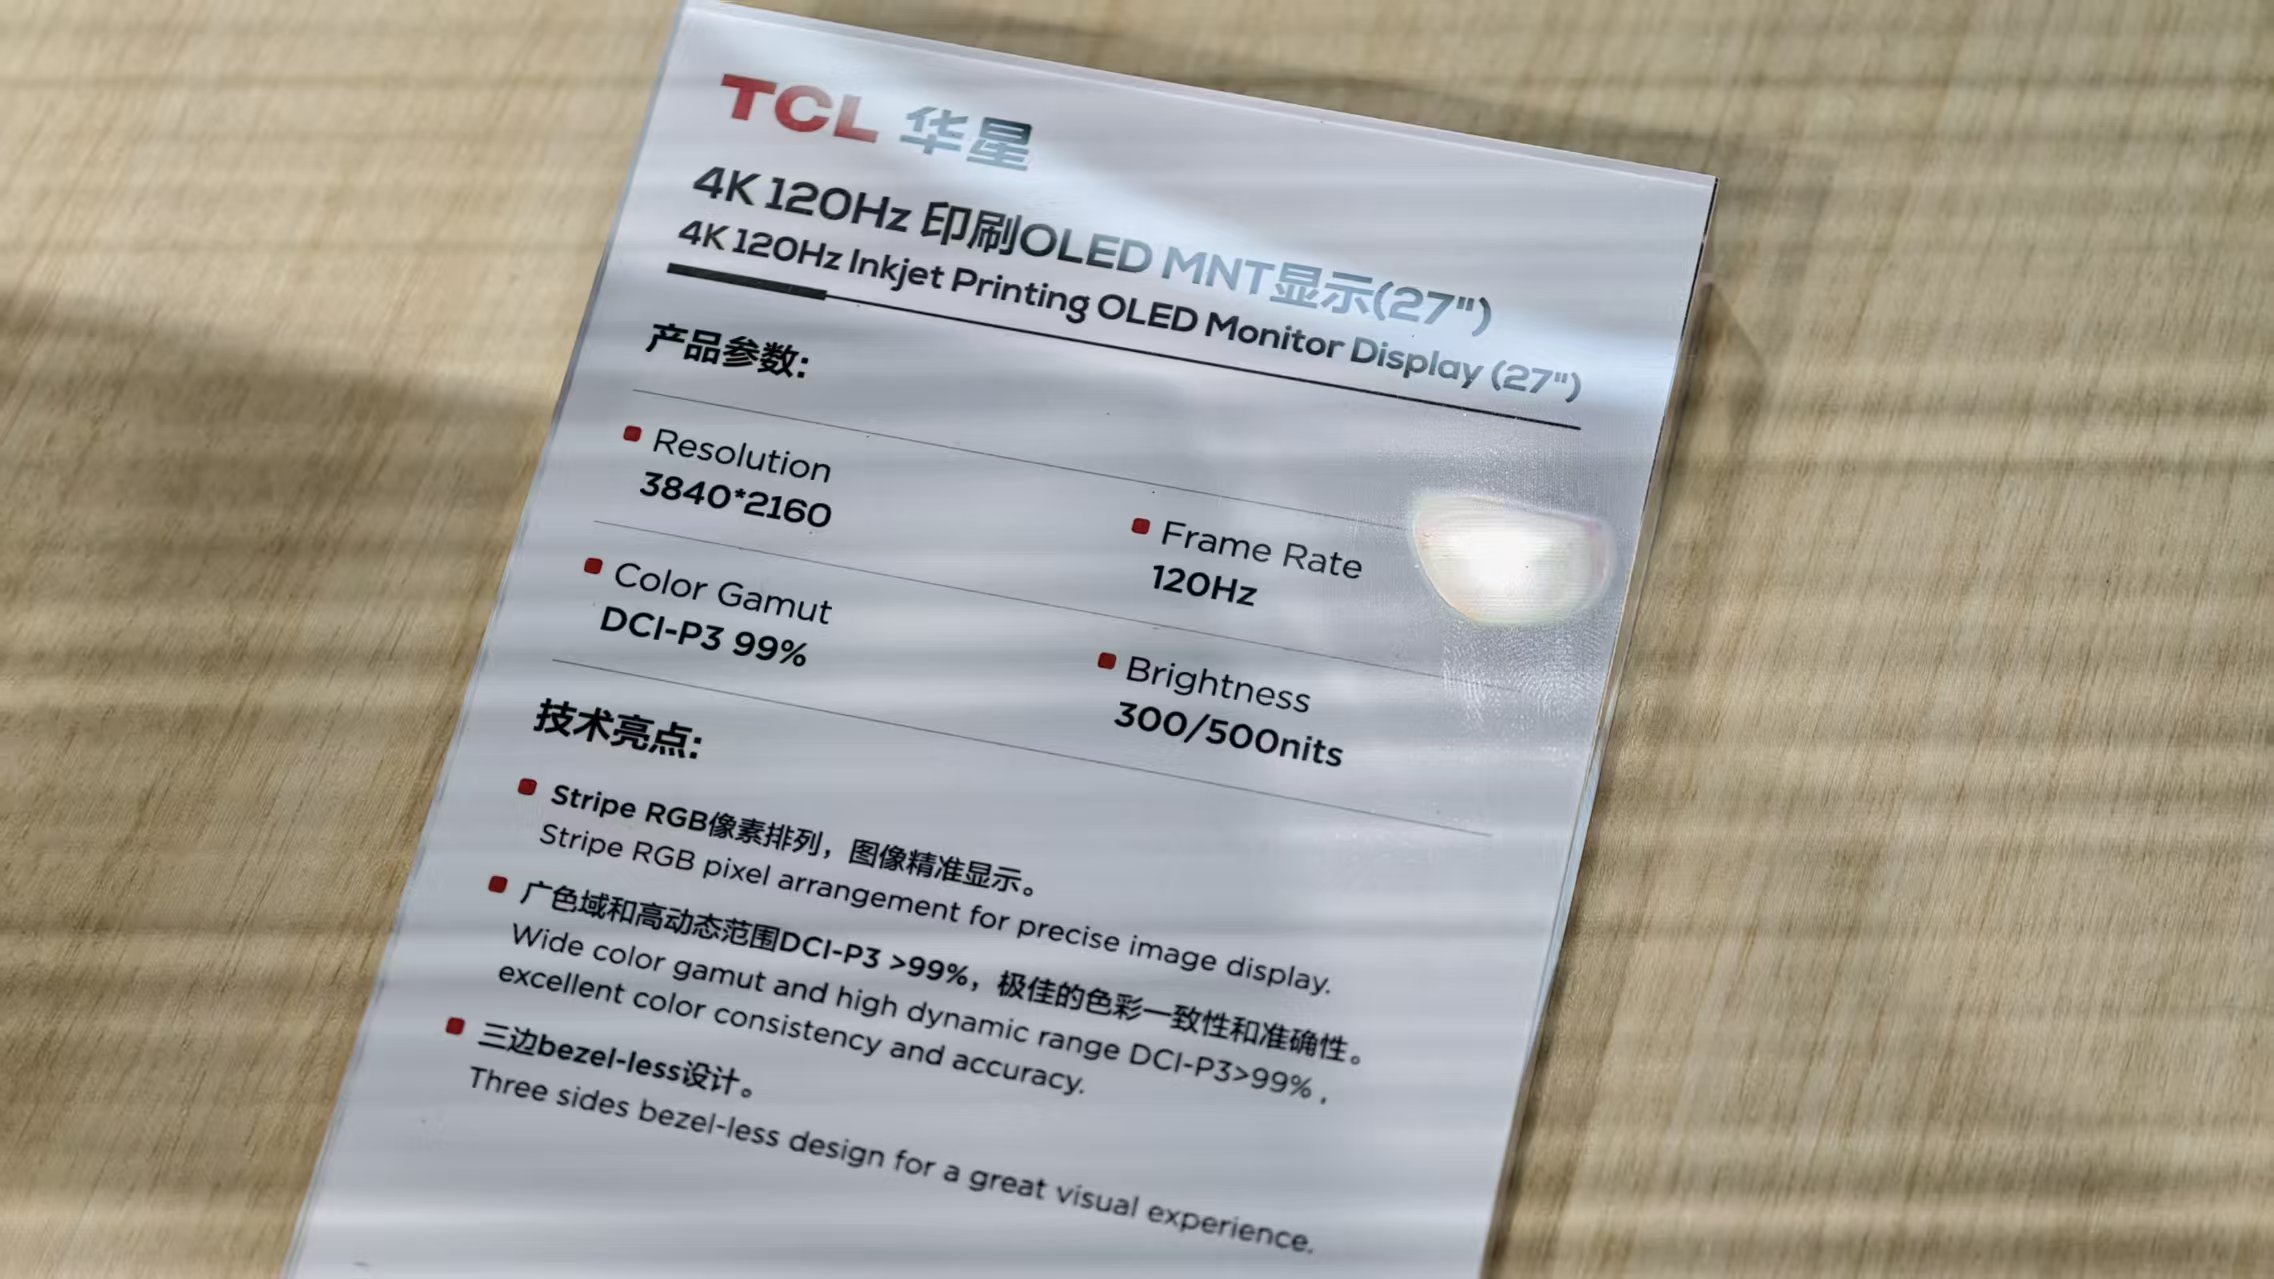 TCL 华星
4K 120Hz 印刷OLED MNT显示(27")
4K 120Hz Inkjet Printing OLED Monitor Display (27")
产品参数:
Resolution
3840*2160
Frame Rate
120Hz
Color Gamut
DCI-P3 99%
Brightness
300/500nits
技术亮点:
Stripe RGB像素排列，图像精准显示。
Stripe RGB pixel arrangement for precise image display.
广色域和高动态范围DCI-P3 >99%，极佳的色彩一致性和准确性。
Wide color gamut and high dynamic range DCI-P3>99% ,
excellent color consistency and accuracy.
三边bezel-less设计。
Three sides bezel-less design for a great visual experience.